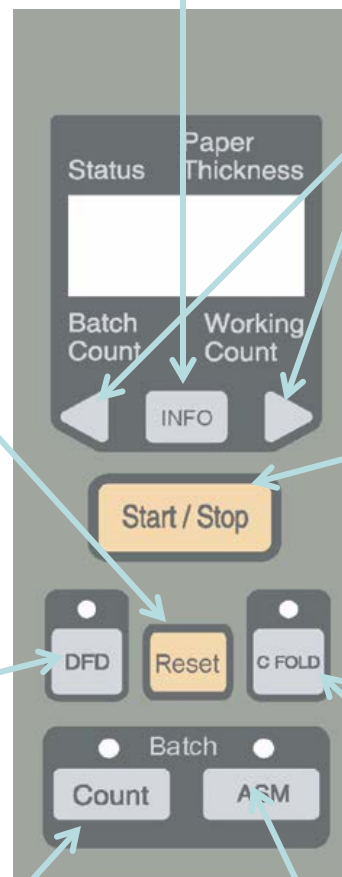 Paper
Status Thickness
Batch Working
Count Count
INFO
Start / Stop
DFD Reset C FOLD
Batch
Count ASM